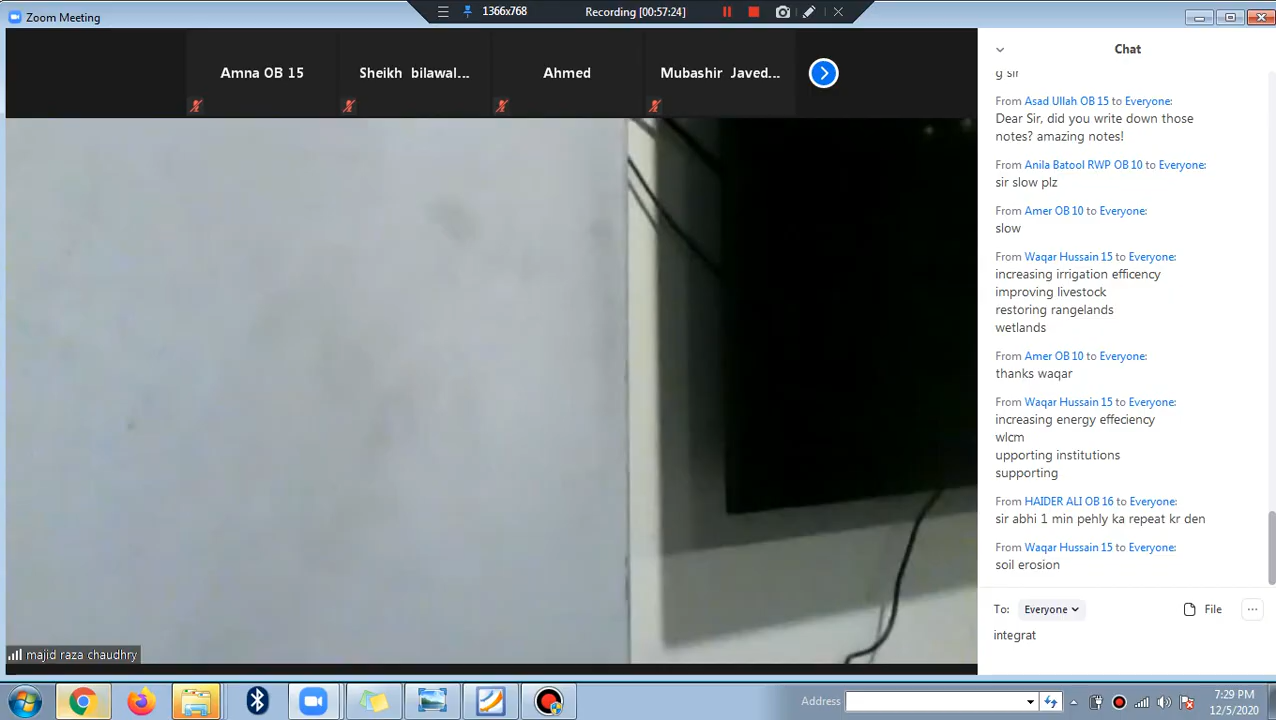 1366x768
Recording [00:57:24]
Zoom Meeting
Amna OB 15
Sheikh bilawal...
Ahmed
Mubashir Javed...
majid raza chaudhry
Chat
g sir
From Asad Ullah OB 15 to Everyone:
Dear Sir, did you write down those
notes? amazing notes!
From Anila Batool RWP OB 10 to Everyone:
sir slow plz
From Amer OB 10 to Everyone:
slow
From Waqar Hussain 15 to Everyone:
increasing irrigation efficency
improving livestock
restoring rangelands
wetlands
From Amer OB 10 to Everyone:
thanks waqar
From Waqar Hussain 15 to Everyone:
increasing energy effeciency
wlcm
upporting institutions
supporting
From HAIDER ALI OB 16 to Everyone:
sir abhi 1 min pehly ka repeat kr den
From Waqar Hussain 15 to Everyone:
soil erosion
To: Everyone File
integrat
Address
7:29 PM
12/5/2020